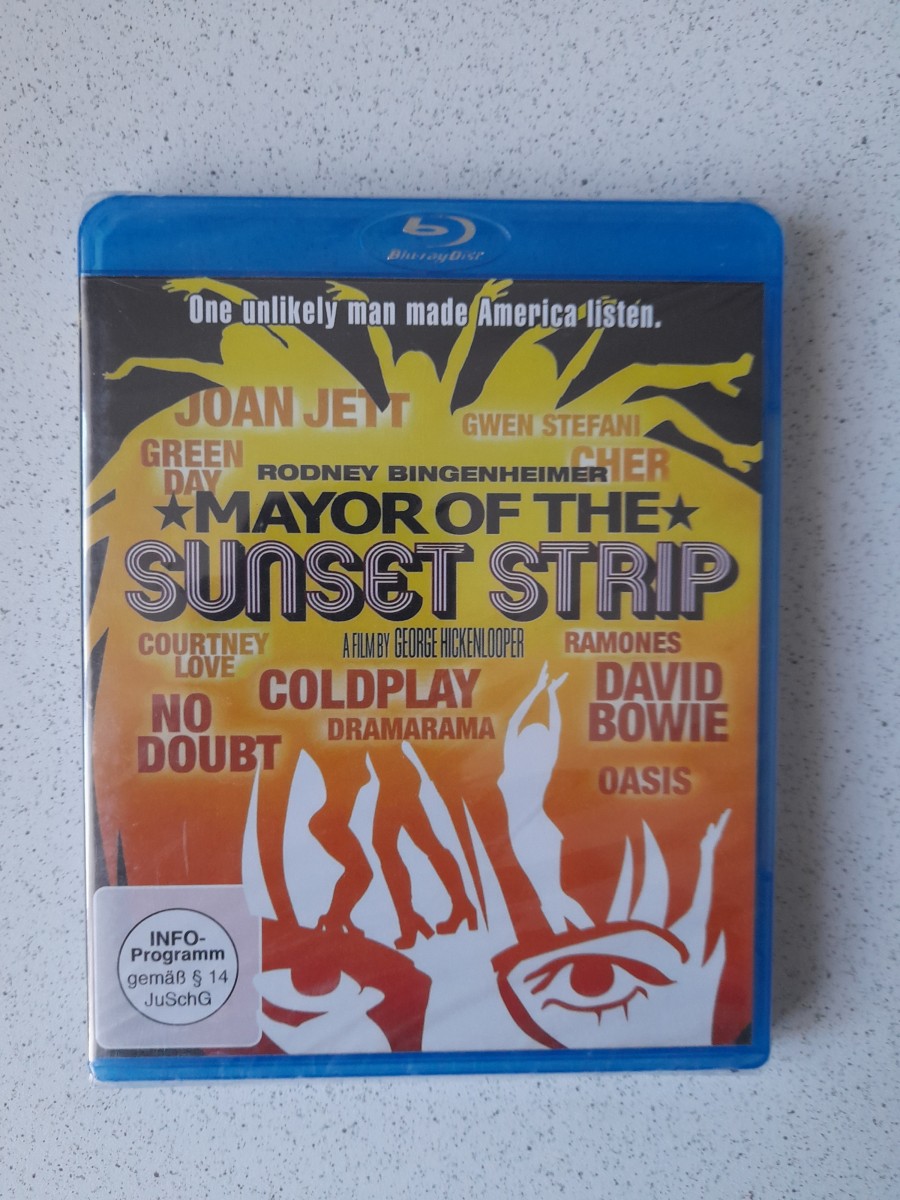 Blu-ray Disc
One unlikely man made America listen.
JOAN JETT
GWEN STEFANI
GREEN
DAY
CHER
RODNEY BINGENHEIMER
MAYOR OF THE
SUNSET STRIP
COURTNEY
LOVE
A FILM BY GEORGE HICKENLOOPER
RAMONES
COLDPLAY
DAVID
BOWIE
NO
DOUBT
DRAMARAMA
OASIS
INFO-
Programm
gemäß § 14
JuSchG